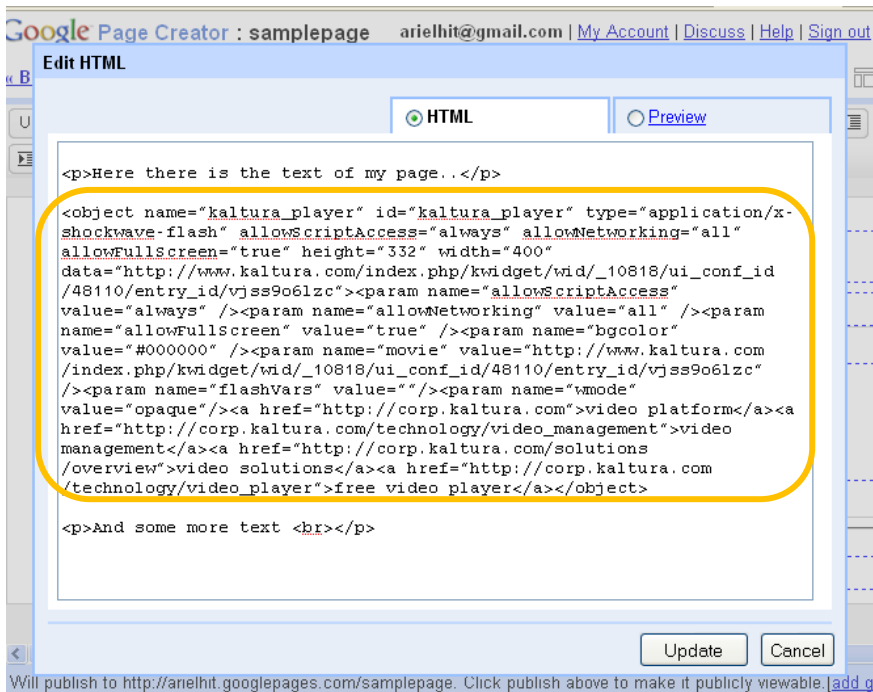 Google Page Creator : samplepage arielhit@gmail.com | My Account | Discuss | Help | Sign out
« B
Edit HTML
HTML Preview
U
<p>Here there is the text of my page..</p>
<object name="kaltura_player" id="kaltura_player" type="application/x-
shockwave-flash" allowScriptAccess="always" allowNetworking="all"
allowFullScreen="true" height="332" width="400"
data="http://www.kaltura.com/index.php/kwidget/wid/_10818/ui_conf_id
/48110/entry_id/vjss9o6lzc"><param name="allowScriptAccess"
value="always" /><param name="allowNetworking" value="all" /><param
name="allowFullScreen" value="true" /><param name="bgcolor"
value="#000000" /><param name="movie" value="http://www.kaltura.com
/index.php/kwidget/wid/_10818/ui_conf_id/48110/entry_id/vjss9o6lzc"
/><param name="flashVars" value=""/><param name="wmode"
value="opaque"/><a href="http://corp.kaltura.com">video platform</a><a
href="http://corp.kaltura.com/technology/video_management">video
management</a><a href="http://corp.kaltura.com/solutions
/overview">video solutions</a><a href="http://corp.kaltura.com
/technology/video_player">free video player</a></object>
<p>And some more text <br></p>
Update Cancel
Will publish to http://arielhit.googlepages.com/samplepage. Click publish above to make it publicly viewable.[add g